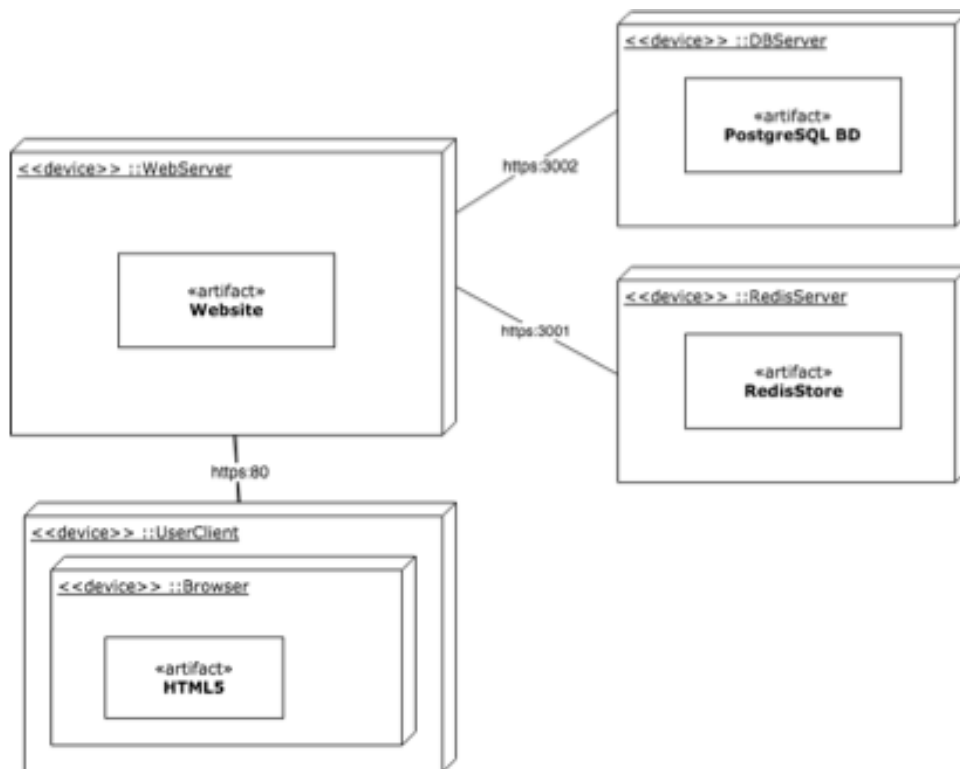 <<device>> ::DBServer
«artifact»
PostgreSQL BD
https:3002
<<device>> ::WebServer
«artifact»
Website
<<device>> ::RedisServer
«artifact»
RedisStore
https:3001
https:80
<<device>> ::UserClient
<<device>> ::Browser
«artifact»
HTML5